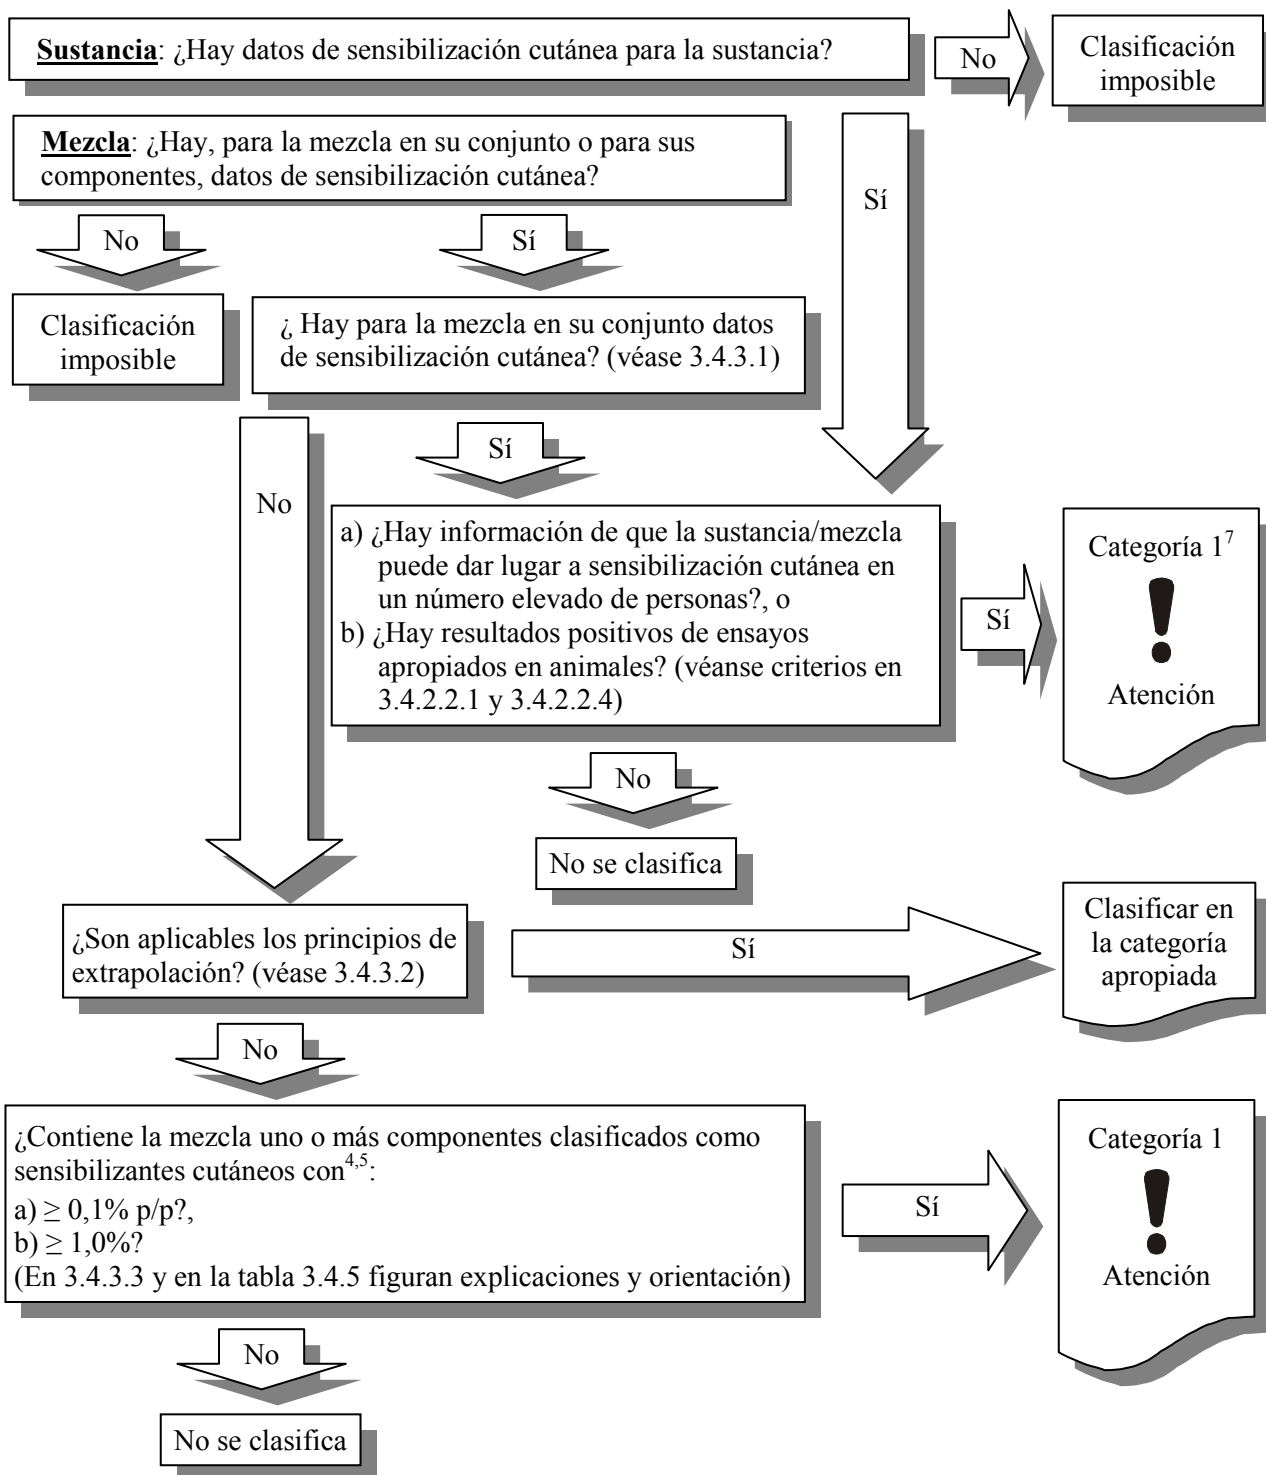 Sustancia: ¿Hay datos de sensibilización cutánea para la sustancia?
No
Clasificación
imposible
Mezcla: ¿Hay, para la mezcla en su conjunto o para sus
componentes, datos de sensibilización cutánea?
Sí
No
Sí
Clasificación
imposible
¿ Hay para la mezcla en su conjunto datos
de sensibilización cutánea? (véase 3.4.3.1)
Sí
No
a) ¿Hay información de que la sustancia/mezcla
puede dar lugar a sensibilización cutánea en
un número elevado de personas?, o
b) ¿Hay resultados positivos de ensayos
apropiados en animales? (véanse criterios en
3.4.2.2.1 y 3.4.2.2.4)
Sí
Categoría 1⁷
Atención
No
No se clasifica
¿Son aplicables los principios de
extrapolación? (véase 3.4.3.2)
Sí
Clasificar en
la categoría
apropiada
No
¿Contiene la mezcla uno o más componentes clasificados como
sensibilizantes cutáneos con⁴,⁵:
a) ≥ 0,1% p/p?,
b) ≥ 1,0%?
(En 3.4.3.3 y en la tabla 3.4.5 figuran explicaciones y orientación)
Sí
Categoría 1
Atención
No
No se clasifica